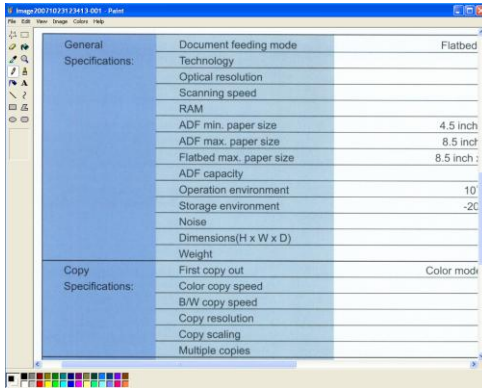 Image20071023123413-001 - Paint
File Edit View Image Colors Help
General Document feeding mode Flatbed
Specifications: Technology
Optical resolution
Scanning speed
RAM
ADF min. paper size 4.5 inch
ADF max. paper size 8.5 inch
Flatbed max. paper size 8.5 inch
ADF capacity
Operation environment 10
Storage environment -20
Noise
Dimensions(H x W x D)
Weight
Copy First copy out Color mode
Specifications: Color copy speed
B/W copy speed
Copy resolution
Copy scaling
Multiple copies